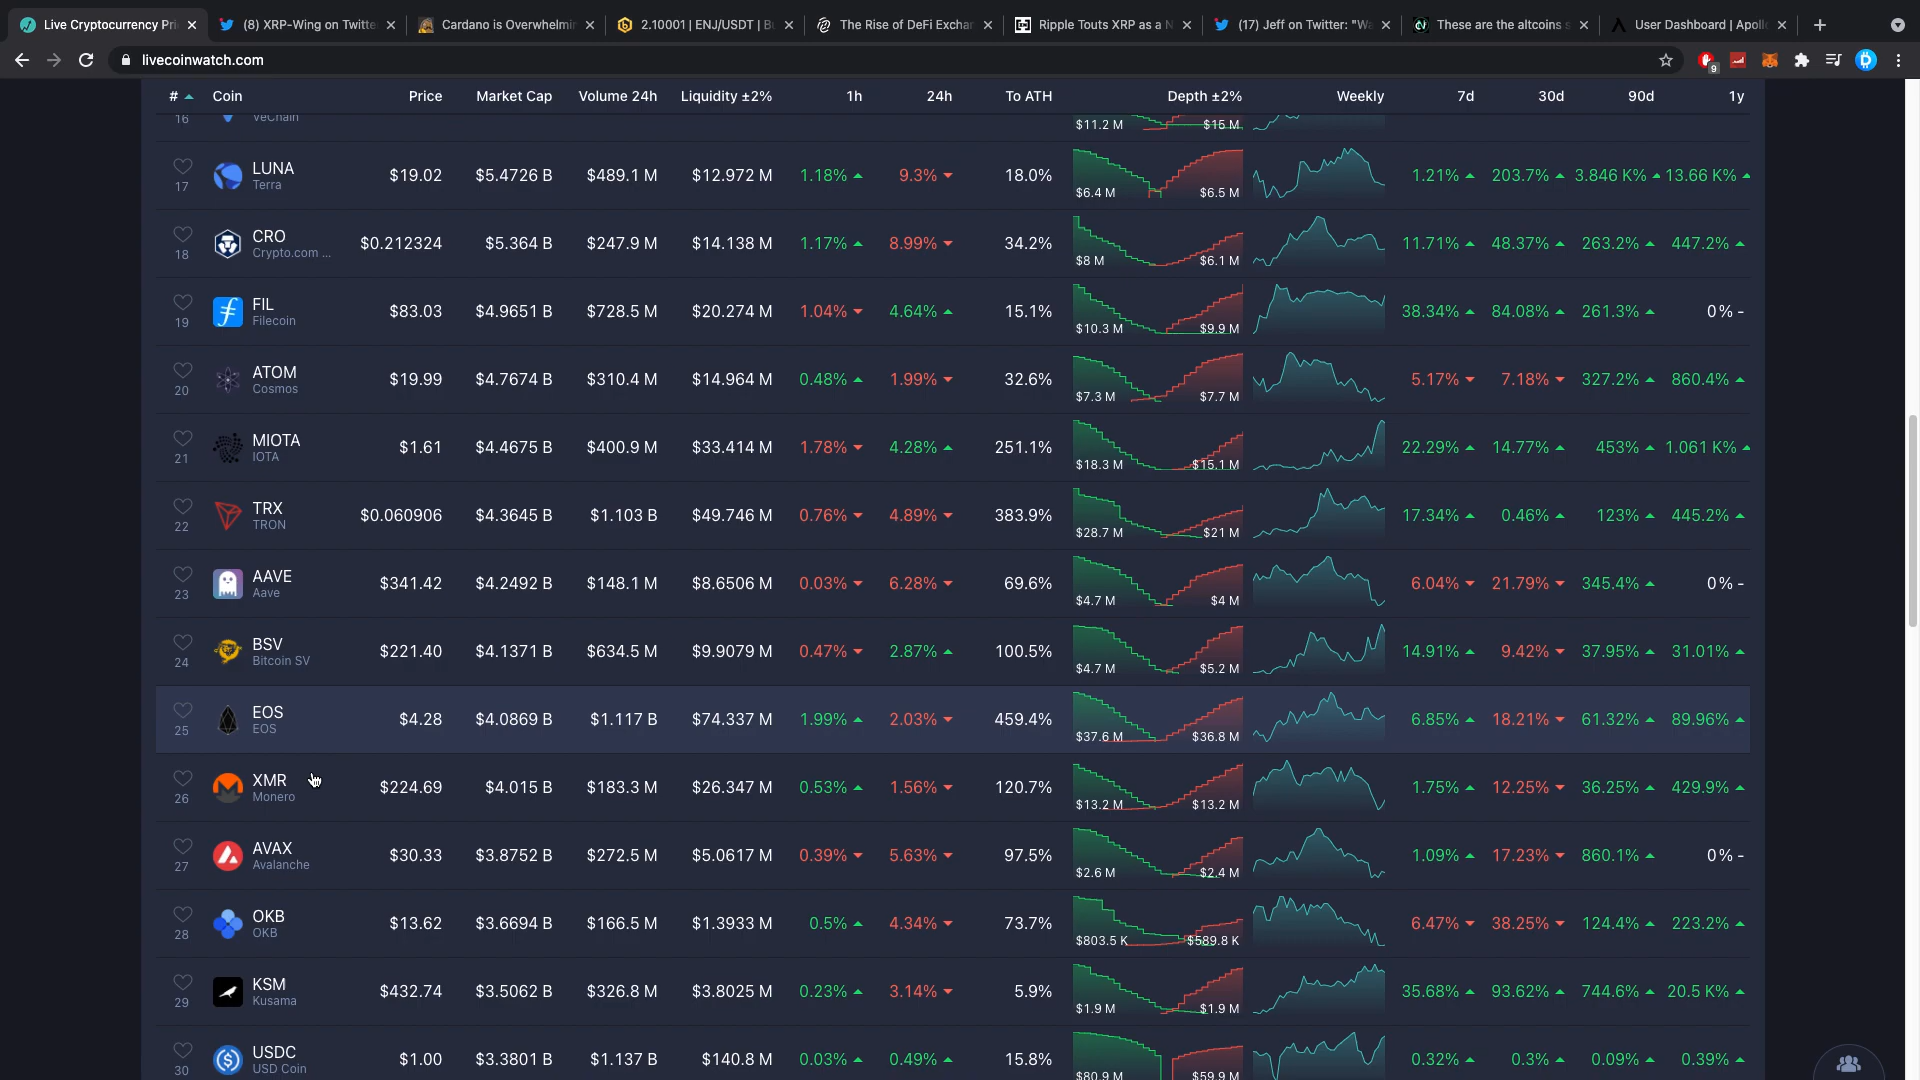 Live Cryptocurrency Pri
(8) XRP-Wing on Twitte
Cardano is Overwhelmin
2.10001 | ENJ/USDT | B
The Rise of DeFi Exchan
Ripple Touts XRP as a N
(17) Jeff on Twitter: "Wa
These are the altcoins s
User Dashboard | Apollo
livecoinwatch.com
9
# Coin Price Market Cap Volume 24h Liquidity ±2% 1h 24h To ATH Depth ±2% Weekly 7d 30d 90d 1y
16 VeChain $11.2 M $15 M
LUNA
17 Terra $19.02 $5.4726 B $489.1 M $12.972 M 1.18% 9.3% 18.0% $6.4 M $6.5 M 1.21% 203.7% 3.846 K% 13.66 K%
CRO
18 Crypto.com ... $0.212324 $5.364 B $247.9 M $14.138 M 1.17% 8.99% 34.2% $8 M $6.1 M 11.71% 48.37% 263.2% 447.2%
FIL
19 Filecoin $83.03 $4.9651 B $728.5 M $20.274 M 1.04% 4.64% 15.1% $10.3 M $9.9 M 38.34% 84.08% 261.3% 0% -
ATOM
20 Cosmos $19.99 $4.7674 B $310.4 M $14.964 M 0.48% 1.99% 32.6% $7.3 M $7.7 M 5.17% 7.18% 327.2% 860.4%
MIOTA
21 IOTA $1.61 $4.4675 B $400.9 M $33.414 M 1.78% 4.28% 251.1% $18.3 M $15.1 M 22.29% 14.77% 453% 1.061 K%
TRX
22 TRON $0.060906 $4.3645 B $1.103 B $49.746 M 0.76% 4.89% 383.9% $28.7 M $21 M 17.34% 0.46% 123% 445.2%
AAVE
23 Aave $341.42 $4.2492 B $148.1 M $8.6506 M 0.03% 6.28% 69.6% $4.7 M $4 M 6.04% 21.79% 345.4% 0% -
BSV
24 Bitcoin SV $221.40 $4.1371 B $634.5 M $9.9079 M 0.47% 2.87% 100.5% $4.7 M $5.2 M 14.91% 9.42% 37.95% 31.01%
EOS
25 EOS $4.28 $4.0869 B $1.117 B $74.337 M 1.99% 2.03% 459.4% $37.6 M $36.8 M 6.85% 18.21% 61.32% 89.96%
XMR
26 Monero $224.69 $4.015 B $183.3 M $26.347 M 0.53% 1.56% 120.7% $13.2 M $13.2 M 1.75% 12.25% 36.25% 429.9%
AVAX
27 Avalanche $30.33 $3.8752 B $272.5 M $5.0617 M 0.39% 5.63% 97.5% $2.6 M $2.4 M 1.09% 17.23% 860.1% 0% -
OKB
28 OKB $13.62 $3.6694 B $166.5 M $1.3933 M 0.5% 4.34% 73.7% $803.5 K $589.8 K 6.47% 38.25% 124.4% 223.2%
KSM
29 Kusama $432.74 $3.5062 B $326.8 M $3.8025 M 0.23% 3.14% 5.9% $1.9 M $1.9 M 35.68% 93.62% 744.6% 20.5 K%
USDC
30 USD Coin $1.00 $3.3801 B $1.137 B $140.8 M 0.03% 0.49% 15.8% $80.9 M $59.9 M 0.32% 0.3% 0.09% 0.39%